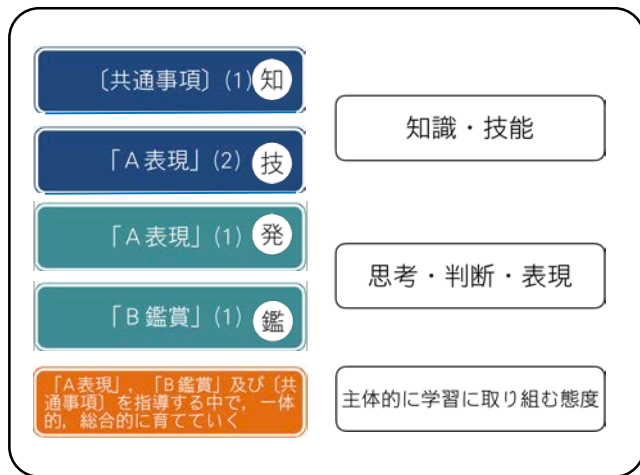 〔共通事項〕(1) 知
「A表現」(2) 技
知識・技能
「A表現」(1) 発
「B鑑賞」(1) 鑑
思考・判断・表現
「A表現」,「B鑑賞」及び〔共
通事項〕を指導する中で,一体
的,総合的に育てていく
主体的に学習に取り組む態度